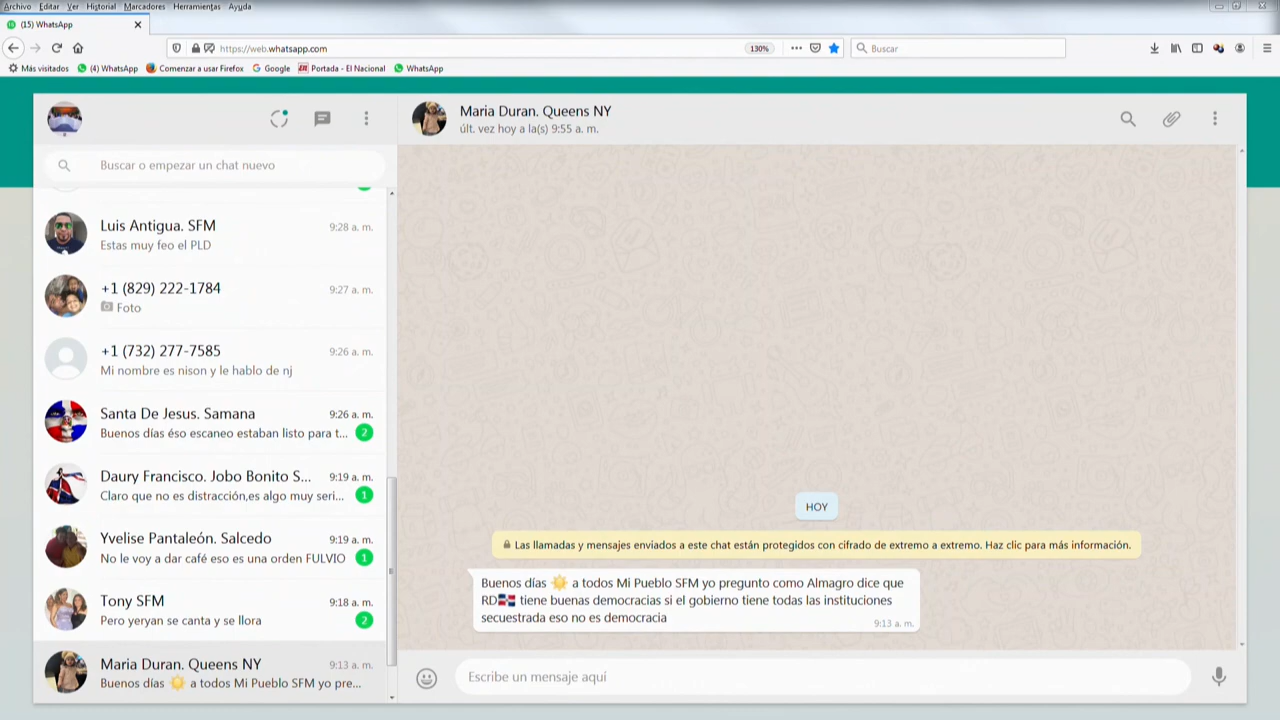 Archivo Editar Ver Historial Marcadores Herramientas Ayuda
(15) WhatsApp
https://web.whatsapp.com
130%
Buscar
Más visitados
(4) WhatsApp
Comenzar a usar Firefox
Google
Portada - El Nacional
WhatsApp
Buscar o empezar un chat nuevo
Luis Antigua. SFM 9:28 a. m.
Estas muy feo el PLD
+1 (829) 222-1784 9:27 a. m.
Foto
+1 (732) 277-7585 9:26 a. m.
Mi nombre es nison y le hablo de nj
Santa De Jesus. Samana 9:26 a. m.
Buenos días éso escaneo estaban listo para t... 2
Daury Francisco. Jobo Bonito S... 9:19 a. m.
Claro que no es distracción,es algo muy seri... 1
Yvelise Pantaleón. Salcedo 9:19 a. m.
No le voy a dar café eso es una orden FULVIO 1
Tony SFM 9:18 a. m.
Pero yeryan se canta y se llora 2
Maria Duran. Queens NY 9:13 a. m.
Buenos días ☀️ a todos Mi Pueblo SFM yo pre...
Maria Duran. Queens NY
últ. vez hoy a la(s) 9:55 a. m.
HOY
Las llamadas y mensajes enviados a este chat están protegidos con cifrado de extremo a extremo. Haz clic para más información.
Buenos días ☀️ a todos Mi Pueblo SFM yo pregunto como Almagro dice que
RD🇩🇴 tiene buenas democracias si el gobierno tiene todas las instituciones
secuestrada eso no es democracia
9:13 a. m.
Escribe un mensaje aquí